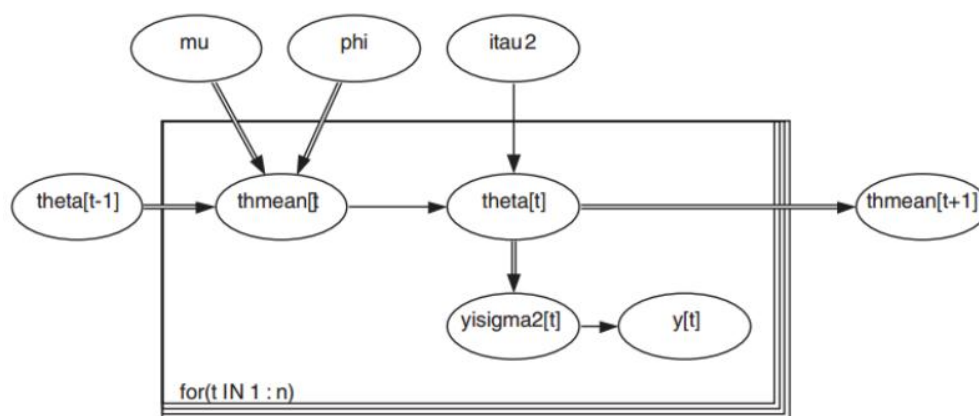 mu
phi
itau2
theta[t-1]
thmean[t]
theta[t]
thmean[t+1]
yisigma2[t]
y[t]
for(t IN 1 : n)